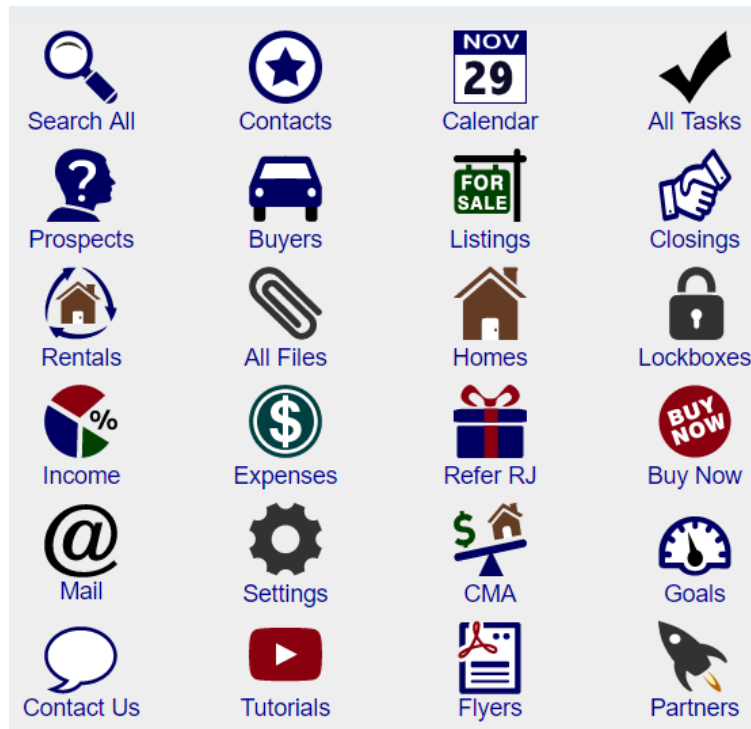 NOV
29
Search All
Contacts
Calendar
All Tasks
?
FOR
SALE
Prospects
Buyers
Listings
Closings
Rentals
All Files
Homes
Lockboxes
%
$
BUY
NOW
Income
Expenses
Refer RJ
Buy Now
@
$
Mail
Settings
CMA
Goals
Contact Us
Tutorials
Flyers
Partners